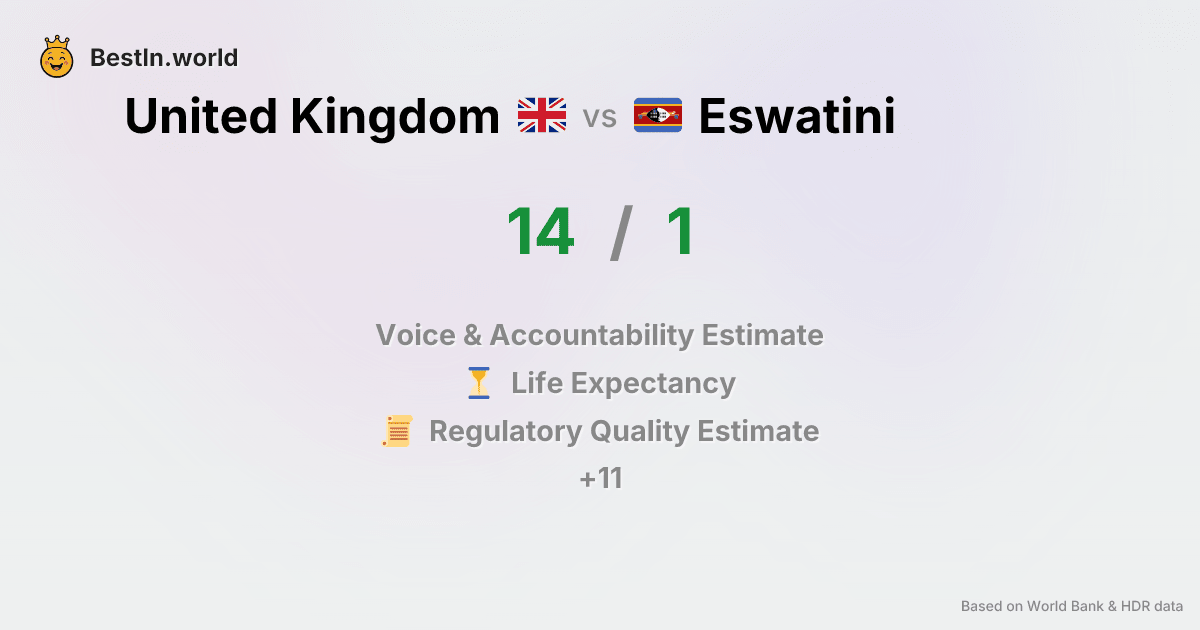 BestIn.world
United Kingdom vs Eswatini
14 / 1
Voice & Accountability Estimate
Life Expectancy
Regulatory Quality Estimate
+11
Based on World Bank & HDR data